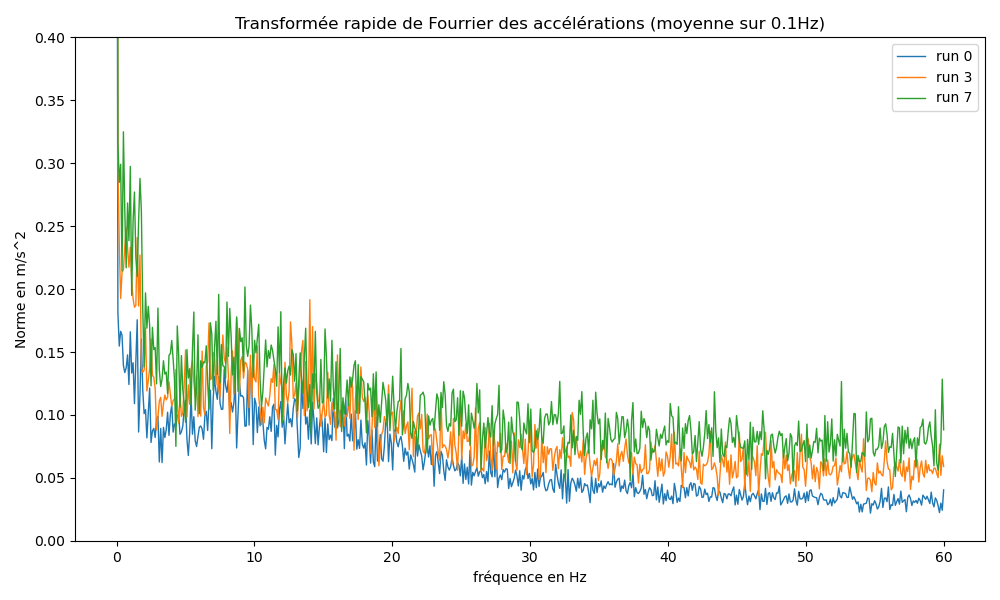 Transformée rapide de Fourrier des accélérations (moyenne sur 0.1Hz)
0.40
0.35
0.30
0.25
0.20
0.15
0.10
0.05
0.00
Norme en m/s^2
run 0
run 3
run 7
0 10 20 30 40 50 60
fréquence en Hz